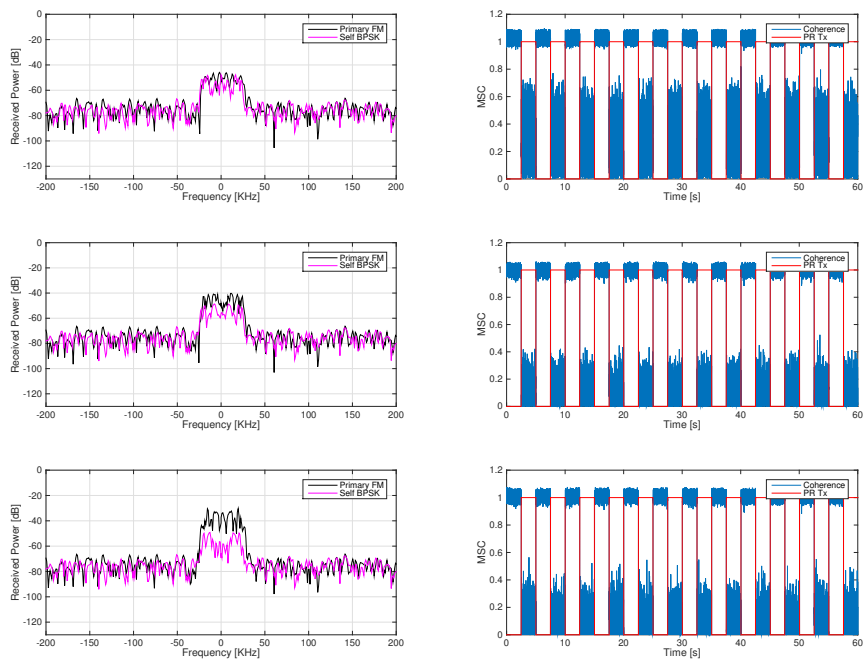 0
-20
-40
-60
-80
-100
-120
Received Power [dB]
-200 -150 -100 -50 0 50 100 150 200
Frequency [KHz]
Primary FM
Self BPSK
1.2
1
0.8
0.6
0.4
0.2
0
MSC
0 10 20 30 40 50 60
Time [s]
Coherence
PR Tx
0
-20
-40
-60
-80
-100
-120
Received Power [dB]
-200 -150 -100 -50 0 50 100 150 200
Frequency [KHz]
Primary FM
Self BPSK
1.2
1
0.8
0.6
0.4
0.2
0
MSC
0 10 20 30 40 50 60
Time [s]
Coherence
PR Tx
0
-20
-40
-60
-80
-100
-120
Received Power [dB]
-200 -150 -100 -50 0 50 100 150 200
Frequency [KHz]
Primary FM
Self BPSK
1.2
1
0.8
0.6
0.4
0.2
0
MSC
0 10 20 30 40 50 60
Time [s]
Coherence
PR Tx